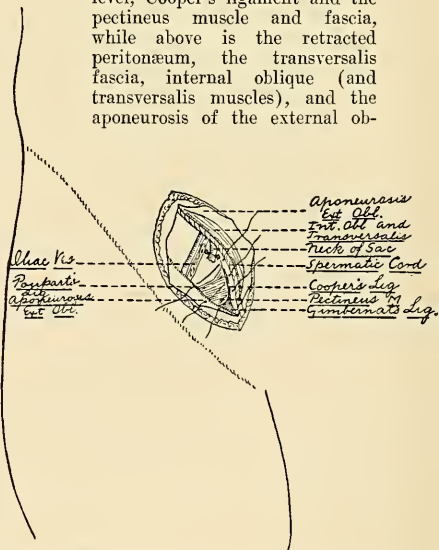 level, Cooper's ligament and the
pectineus muscle and fascia,
while above is the retracted
peritonæum, the transversalis
fascia, internal oblique (and
transversalis muscles), and the
aponeurosis of the external ob-
Aponeurosis
Ext Obl.
Int. Obl and
Transversalis
Neck of Sac
Spermatic Cord
Cooper's Lig
Pectineus M
Gimbernats Lig.
Iliac Vs
Pouparts
Lig
Aponeurosis
Ext Obl.